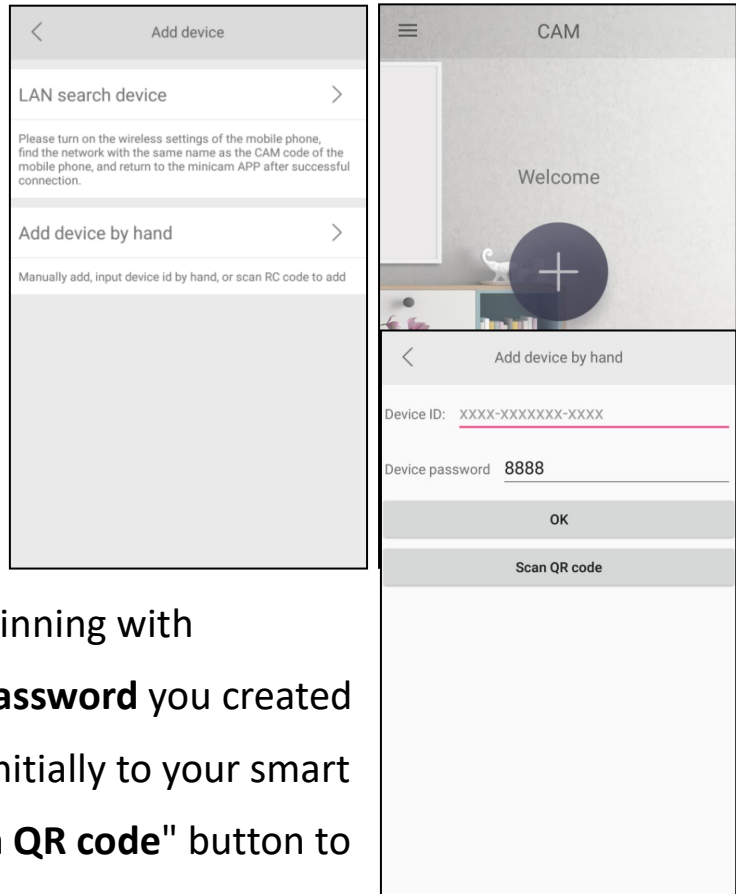 Add device
LAN search device
Please turn on the wireless settings of the mobile phone,
find the network with the same name as the CAM code of the
mobile phone, and return to the minicam APP after successful
connection.
Add device by hand
Manually add, input device id by hand, or scan RC code to add
CAM
Welcome
Add device by hand
Device ID: XXXX-XXXXXXX-XXXX
Device password 8888
OK
Scan QR code
inning with
assword you created
nitially to your smart
QR code" button to